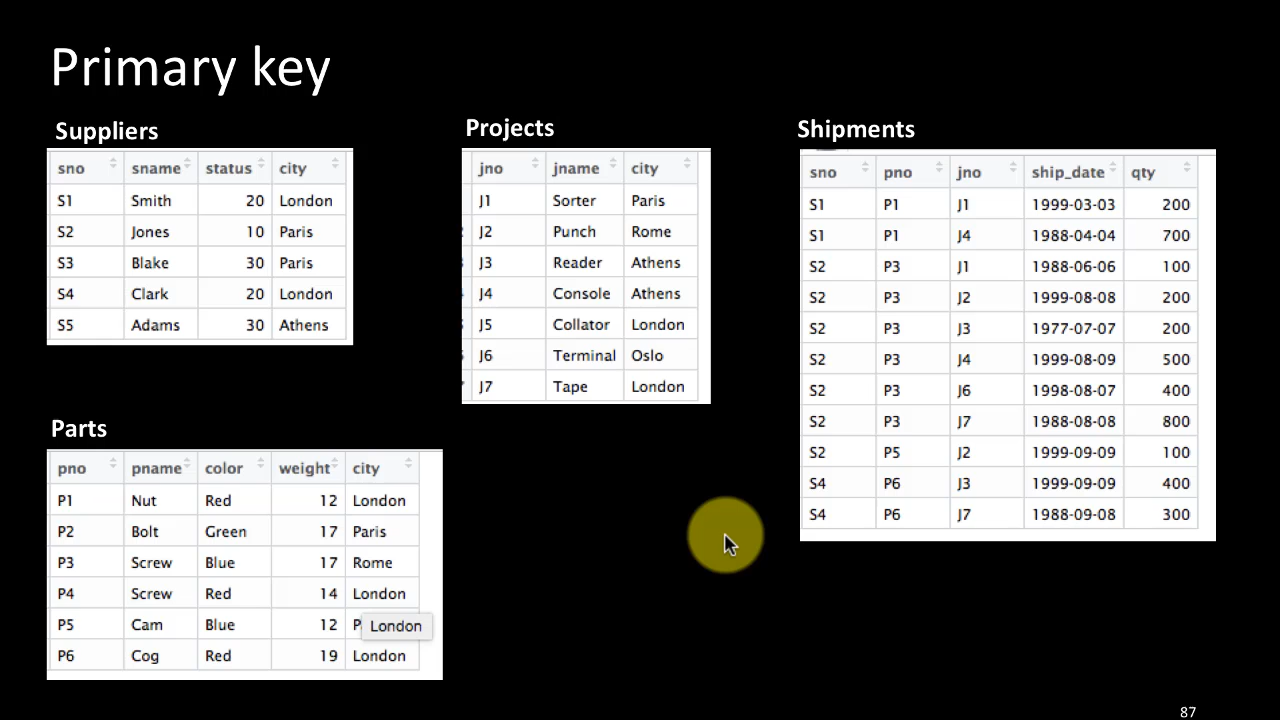 Primary key
Suppliers
sno sname status city
S1 Smith 20 London
S2 Jones 10 Paris
S3 Blake 30 Paris
S4 Clark 20 London
S5 Adams 30 Athens
Projects
jno jname city
J1 Sorter Paris
J2 Punch Rome
J3 Reader Athens
J4 Console Athens
J5 Collator London
J6 Terminal Oslo
J7 Tape London
Shipments
sno pno jno ship_date qty
S1 P1 J1 1999-03-03 200
S1 P1 J4 1988-04-04 700
S2 P3 J1 1988-06-06 100
S2 P3 J2 1999-08-08 200
S2 P3 J3 1977-07-07 200
S2 P3 J4 1999-08-09 500
S2 P3 J6 1998-08-07 400
S2 P3 J7 1988-08-08 800
S2 P5 J2 1999-09-09 100
S4 P6 J3 1999-09-09 400
S4 P6 J7 1988-09-08 300
Parts
pno pname color weight city
P1 Nut Red 12 London
P2 Bolt Green 17 Paris
P3 Screw Blue 17 Rome
P4 Screw Red 14 London
P5 Cam Blue 12 London
P6 Cog Red 19 London
87